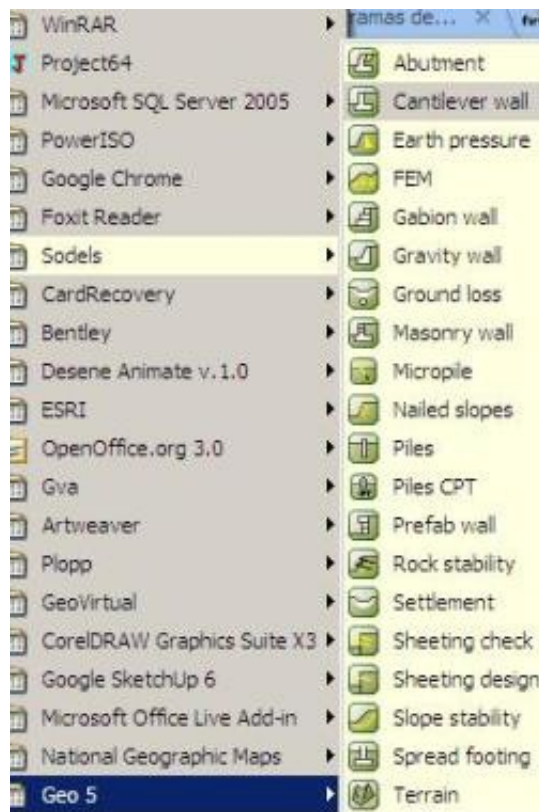 WinRAR
Project64
Microsoft SQL Server 2005
PowerISO
Google Chrome
Foxit Reader
Sodels
CardRecovery
Bentley
Desene Animate v.1.0
ESRI
OpenOffice.org 3.0
Gva
Artweaver
Plopp
GeoVirtual
CorelDRAW Graphics Suite X3
Google SketchUp 6
Microsoft Office Live Add-in
National Geographic Maps
Geo 5
ramas de...
Abutment
Cantilever wall
Earth pressure
FEM
Gabion wall
Gravity wall
Ground loss
Masonry wall
Micropile
Nailed slopes
Piles
Piles CPT
Prefab wall
Rock stability
Settlement
Sheeting check
Sheeting design
Slope stability
Spread footing
Terrain